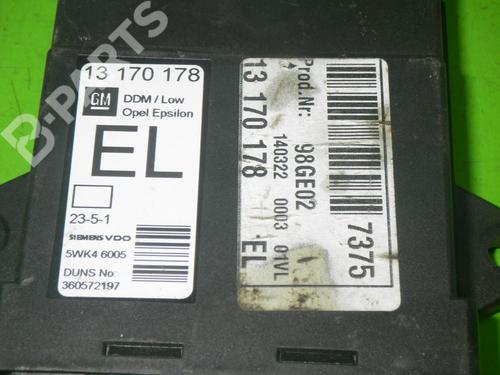 B-PARTS
13 170 178
GM
DDM / Low
Opel Epsilon
EL
23-5-1
SIEMENS VDO
5WK4 6005
DUNS No:
360572197
Prod.Nr: 98GE02
7375
13 170 178 EL
140322 0003 01VL